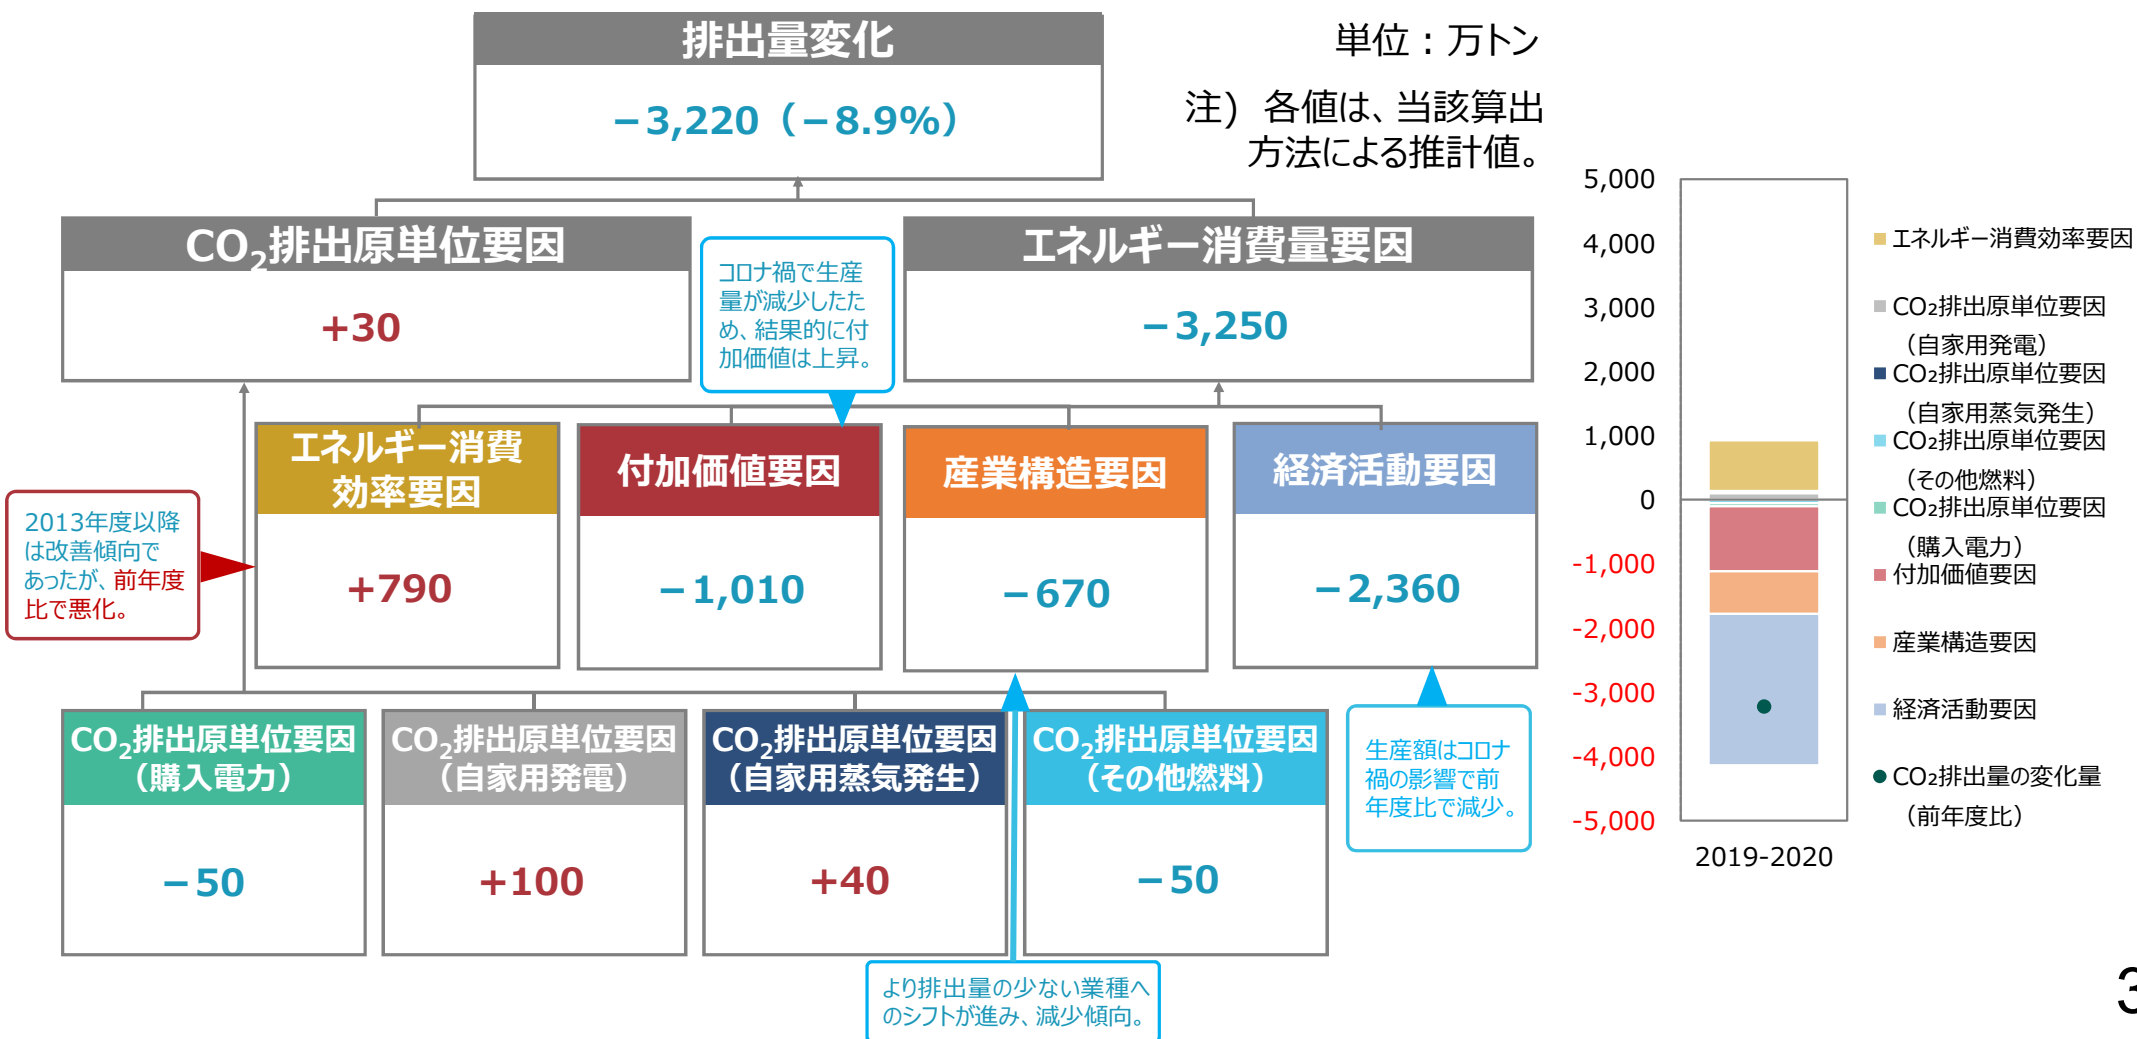 排出量変化
－3,220（－8.9%）
単位：万トン
注）各値は、当該算出
方法による推計値。
CO₂排出原単位要因
+30
エネルギー消費量要因
－3,250
コロナ禍で生産
量が減少したた
め、結果的に付
加価値は上昇。
エネルギー消費
効率要因
+790
付加価値要因
－1,010
産業構造要因
－670
経済活動要因
－2,360
2013年度以降
は改善傾向で
あったが、前年度
比で悪化。
CO₂排出原単位要因
（購入電力）
－50
CO₂排出原単位要因
（自家用発電）
+100
CO₂排出原単位要因
（自家用蒸気発生）
+40
CO₂排出原単位要因
（その他燃料）
－50
生産額はコロナ
禍の影響で前
年度比で減少。
より排出量の少ない業種へ
のシフトが進み、減少傾向。
5,000
4,000
3,000
2,000
1,000
0
-1,000
-2,000
-3,000
-4,000
-5,000
2019-2020
エネルギー消費効率要因
CO₂排出原単位要因
（自家用発電）
CO₂排出原単位要因
（自家用蒸気発生）
CO₂排出原単位要因
（その他燃料）
CO₂排出原単位要因
（購入電力）
付加価値要因
産業構造要因
経済活動要因
CO₂排出量の変化量
（前年度比）